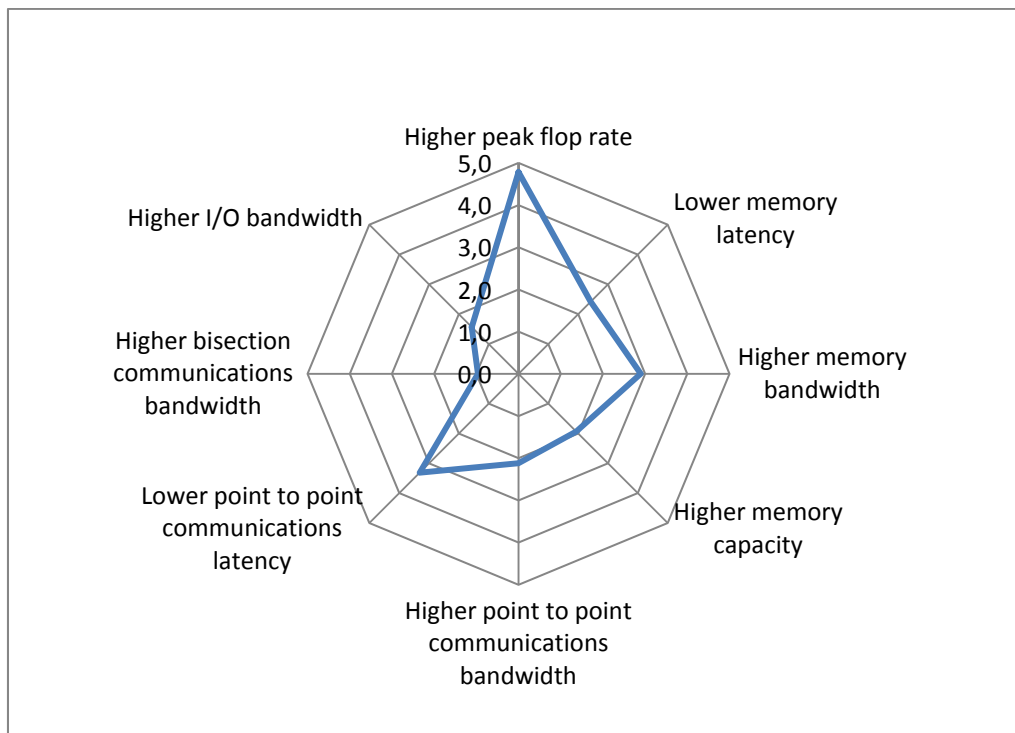 Higher peak flop rate
5,0
4,0
3,0
2,0
1,0
0,0
Lower memory
latency
Higher memory
bandwidth
Higher memory
capacity
Higher point to point
communications
bandwidth
Lower point to point
communications
latency
Higher bisection
communications
bandwidth
Higher I/O bandwidth